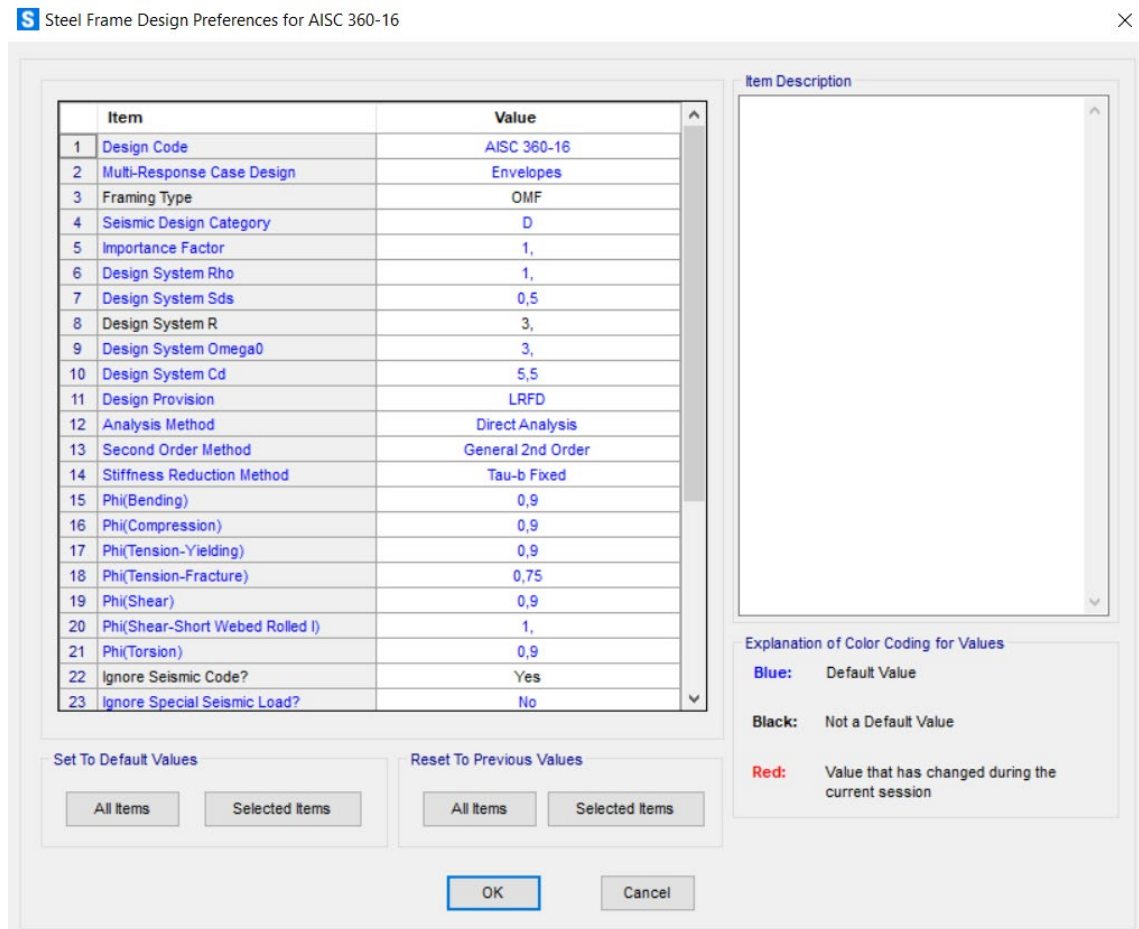 S Steel Frame Design Preferences for AISC 360-16
Item Value
1 Design Code AISC 360-16
2 Multi-Response Case Design Envelopes
3 Framing Type OMF
4 Seismic Design Category D
5 Importance Factor 1,
6 Design System Rho 1,
7 Design System Sds 0,5
8 Design System R 3,
9 Design System Omega0 3,
10 Design System Cd 5,5
11 Design Provision LRFD
12 Analysis Method Direct Analysis
13 Second Order Method General 2nd Order
14 Stiffness Reduction Method Tau-b Fixed
15 Phi(Bending) 0,9
16 Phi(Compression) 0,9
17 Phi(Tension-Yielding) 0,9
18 Phi(Tension-Fracture) 0,75
19 Phi(Shear) 0,9
20 Phi(Shear-Short Webed Rolled I) 1,
21 Phi(Torsion) 0,9
22 Ignore Seismic Code? Yes
23 Ignore Special Seismic Load? No
Set To Default Values
All Items Selected Items
Reset To Previous Values
All Items Selected Items
Item Description
Explanation of Color Coding for Values
Blue: Default Value
Black: Not a Default Value
Red: Value that has changed during the
current session
OK Cancel